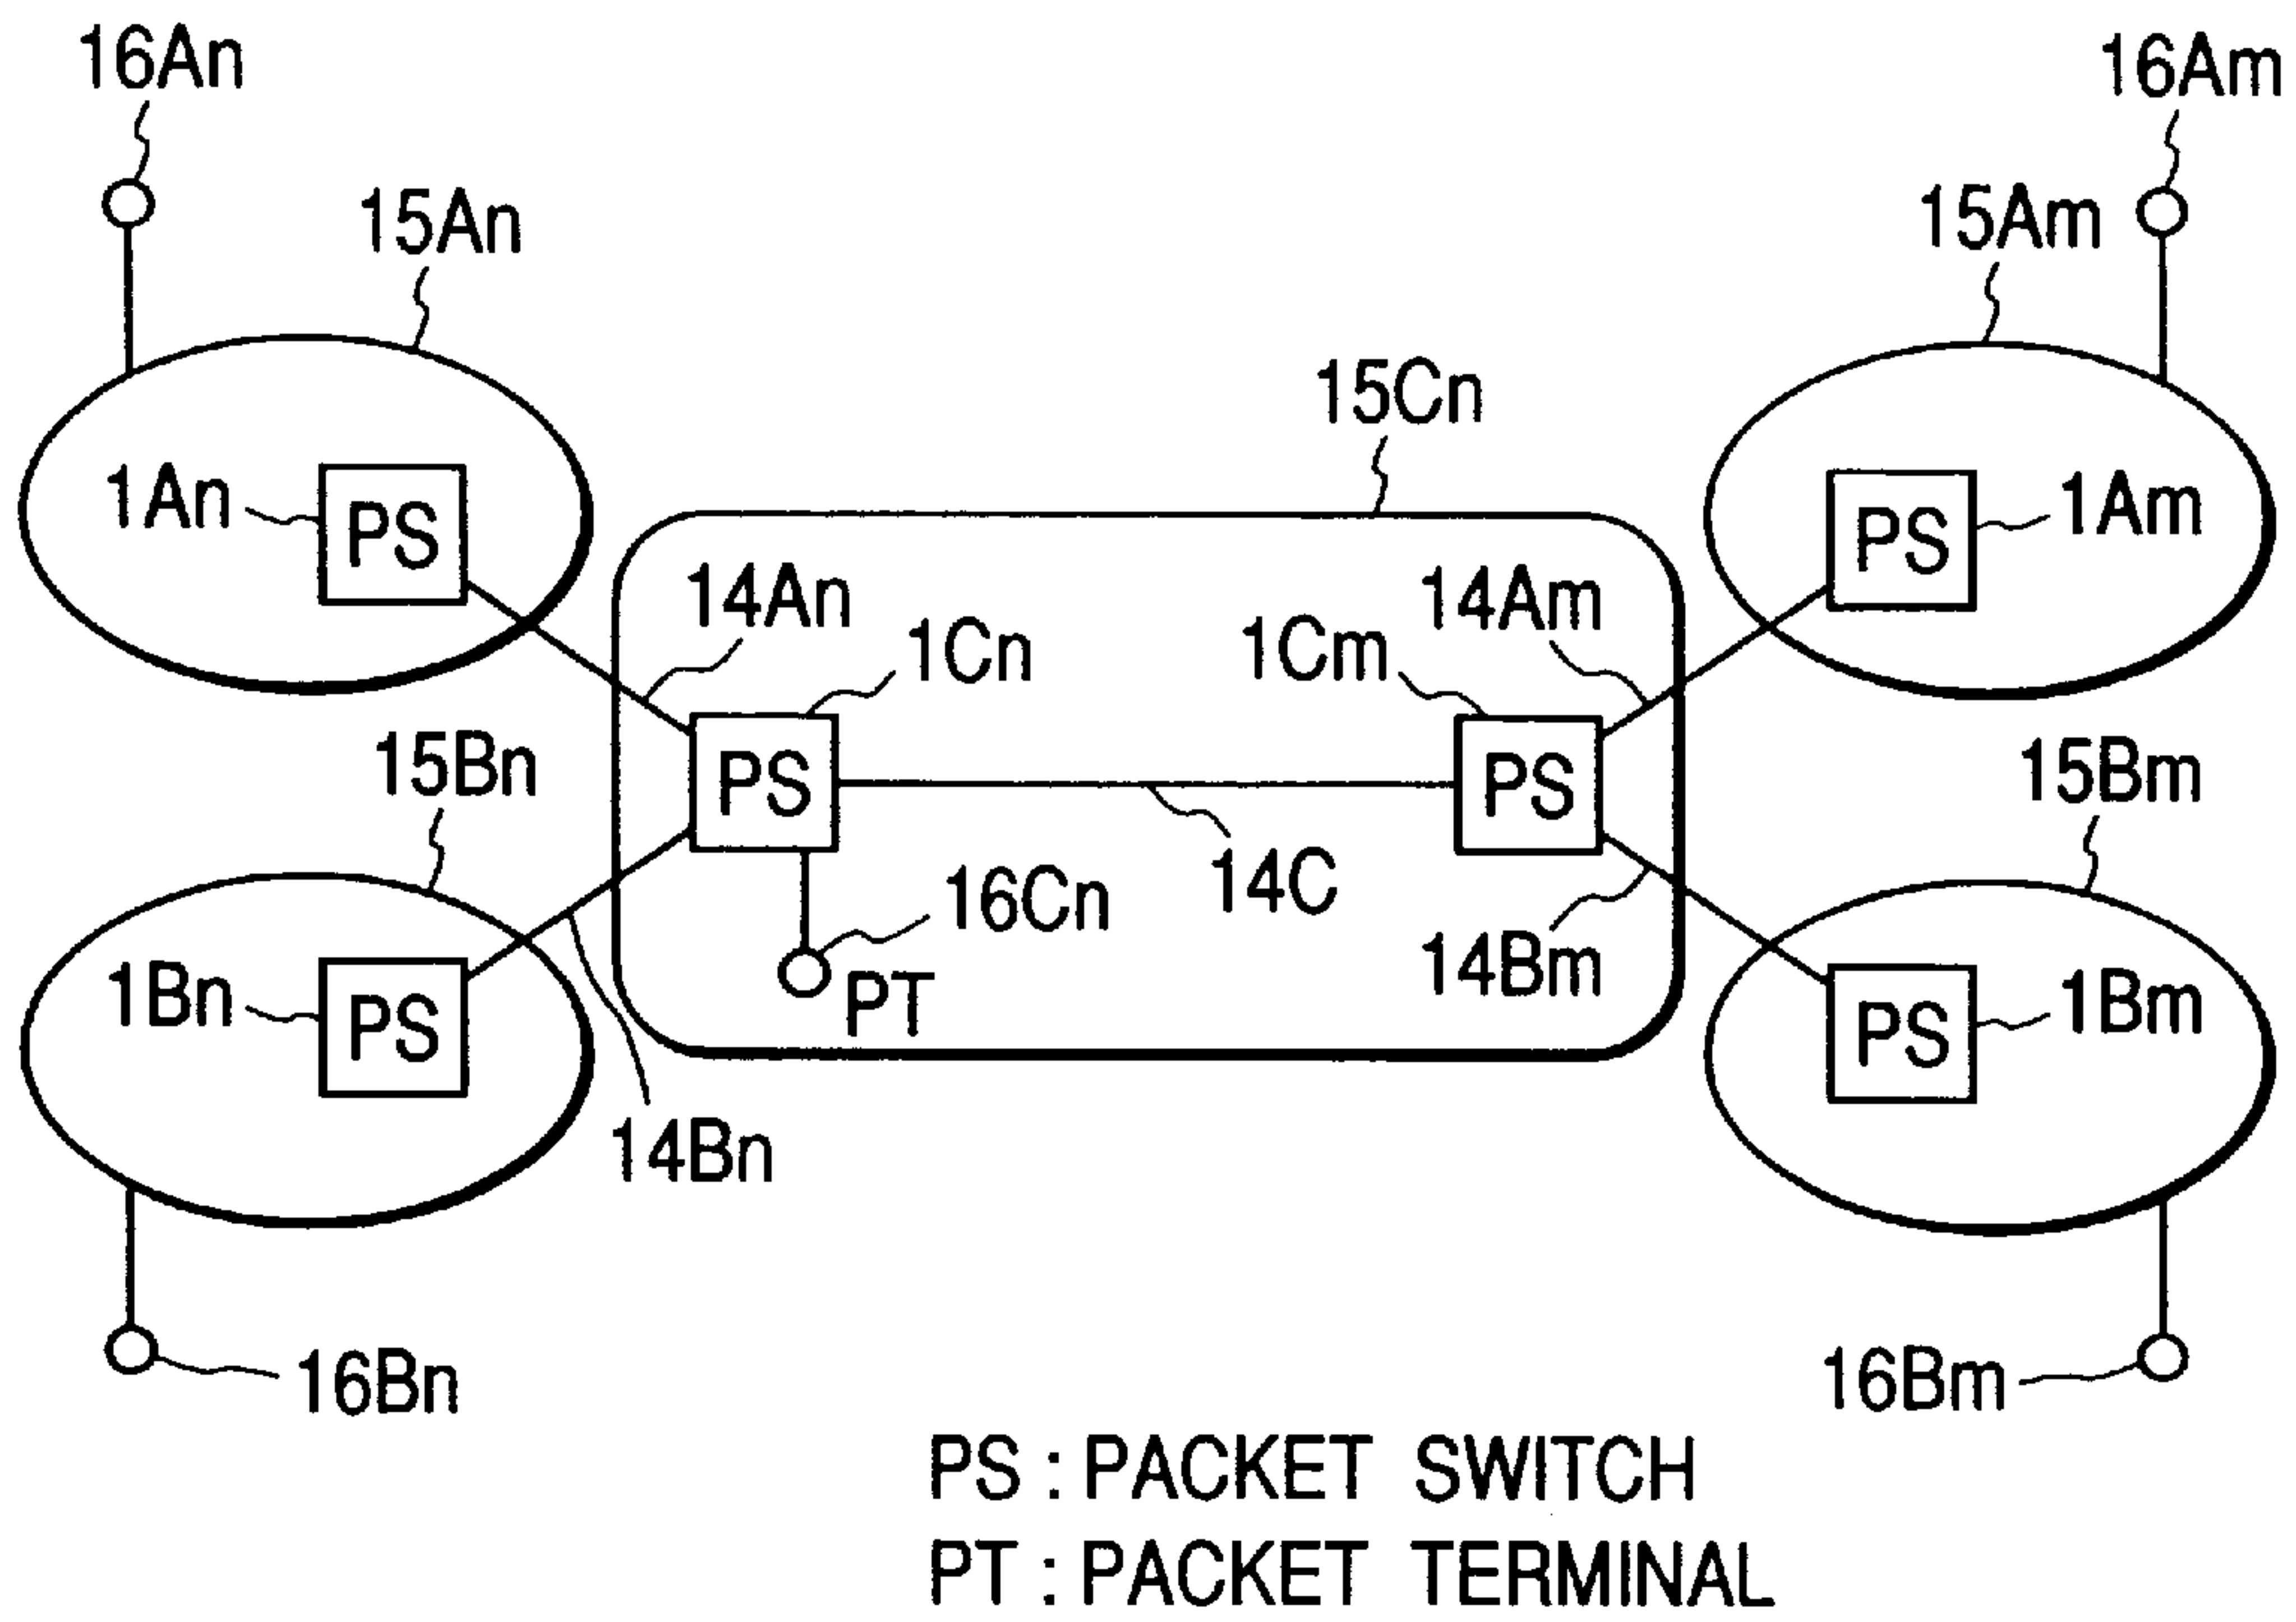 16An
16Am
15An
15Am
15Cn
1An
PS
PS
1Am
14An
14Am
1Cn
1Cm
15Bn
PS
PS
15Bm
16Cn
14C
14Bm
1Bn
PS
PT
PS
1Bm
14Bn
16Bn
16Bm
PS : PACKET SWITCH
PT : PACKET TERMINAL